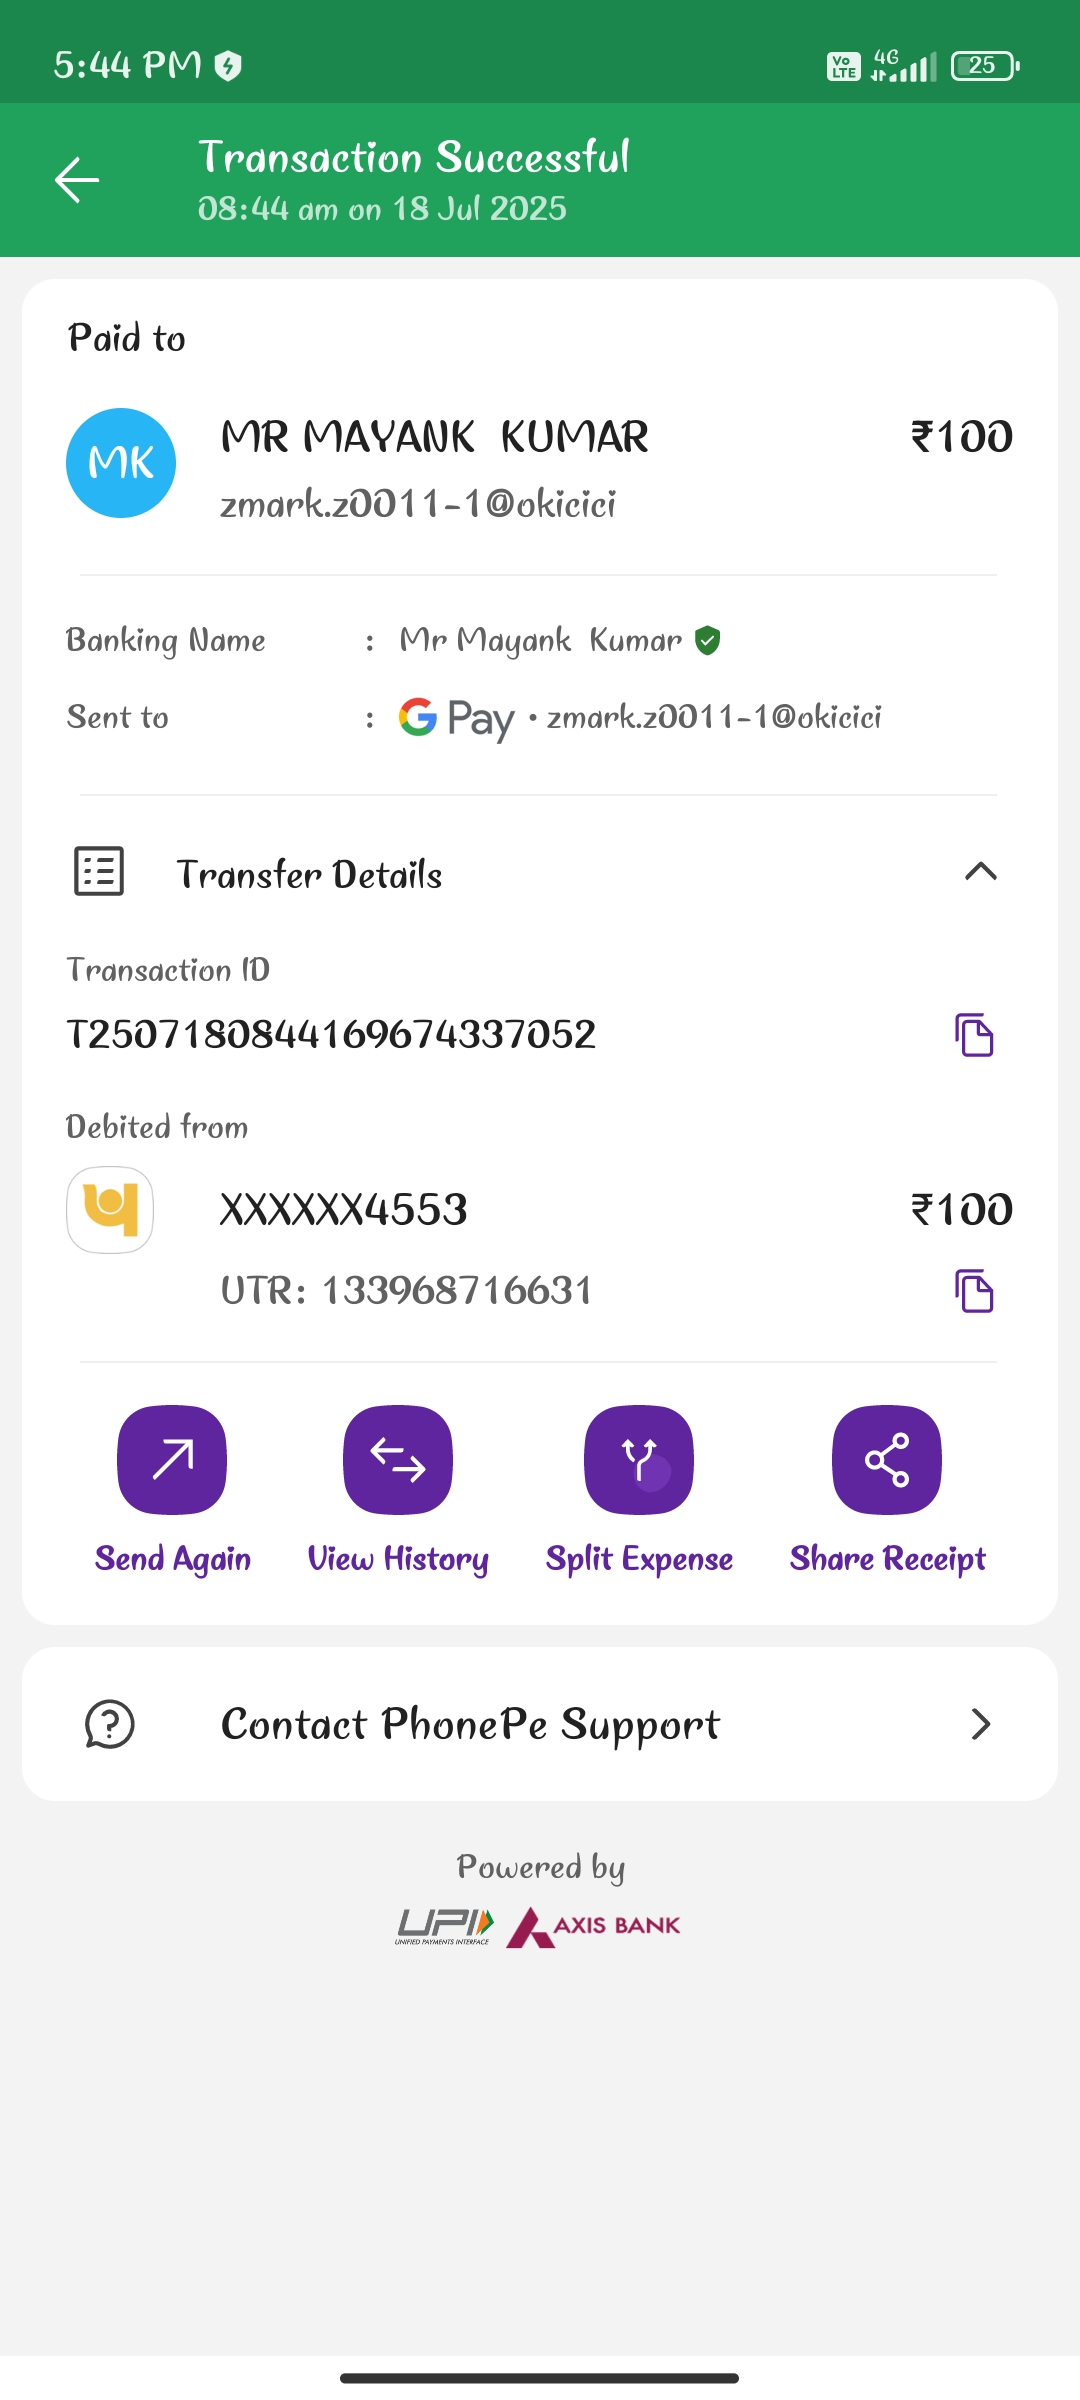 5:44 PM
Vo LTE 4G 25
Transaction Successful
08:44 am on 18 Jul 2025
Paid to
MK MR MAYANK KUMAR ₹100
zmark.z0011-1@okicici
Banking Name : Mr Mayank Kumar
Sent to : G Pay • zmark.z0011-1@okicici
Transfer Details
Transaction ID
T2507180844169674337052
Debited from
XXXXXX4553 ₹100
UTR: 133968716631
Send Again View History Split Expense Share Receipt
Contact PhonePe Support
Powered by
UPI AXIS BANK
UNIFIED PAYMENTS INTERFACE